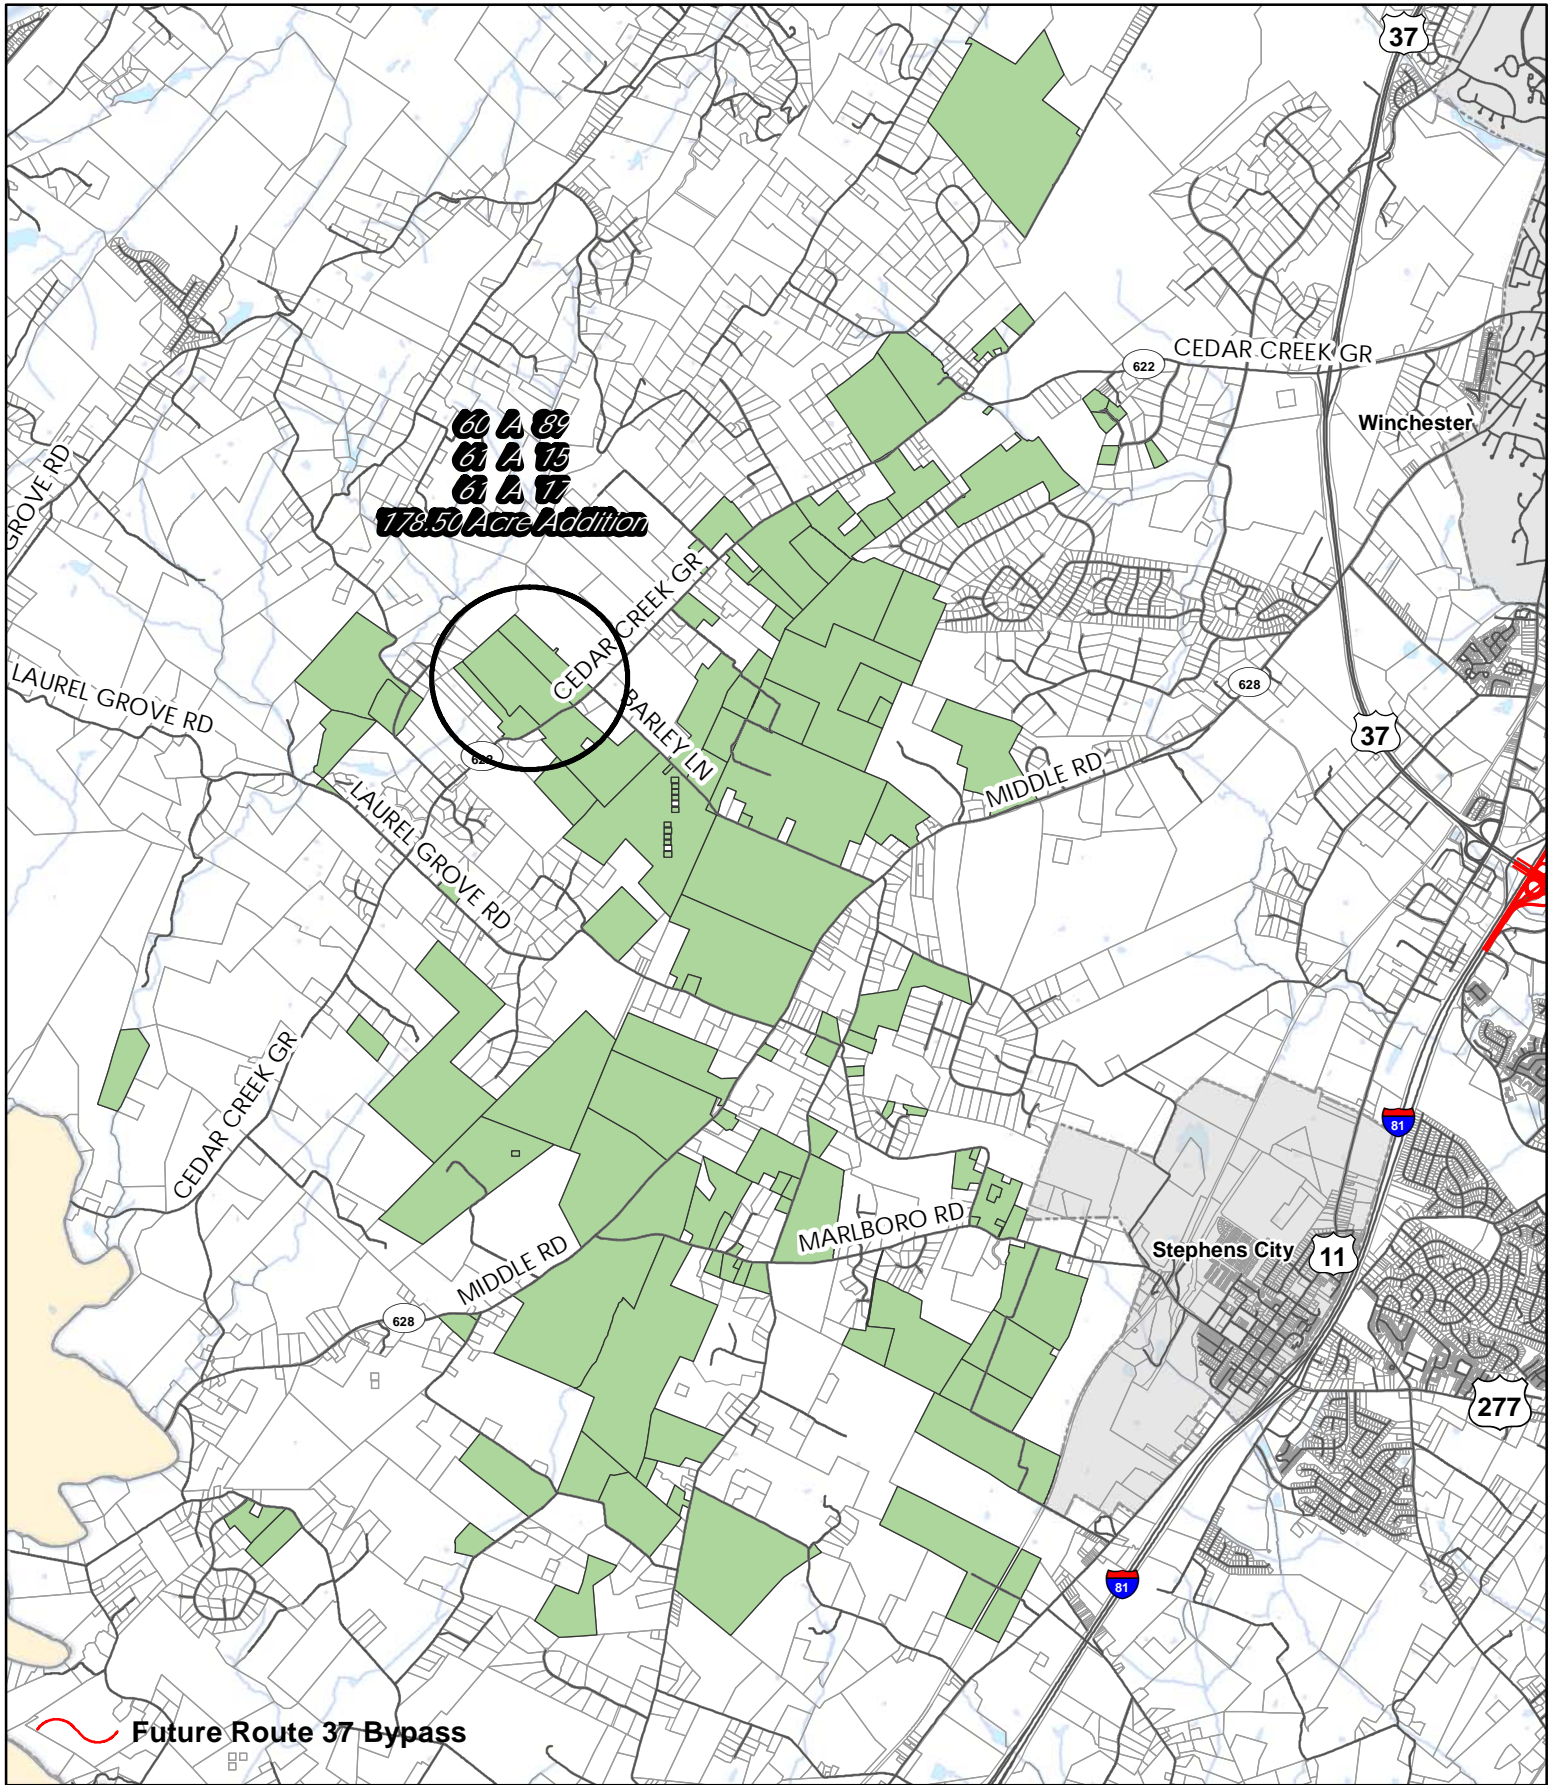 37
CEDAR CREEK GR
622
Winchester
60 A 89
61 A 15
61 A 17
178.50 Acre Addition
GROVE RD
CEDAR CREEK GR
LAUREL GROVE RD
628
BARLEY LN
37
622
MIDDLE RD
LAUREL GROVE RD
CEDAR CREEK GR
81
MARLBORO RD
Stephens City
11
MIDDLE RD
628
277
81
Future Route 37 Bypass